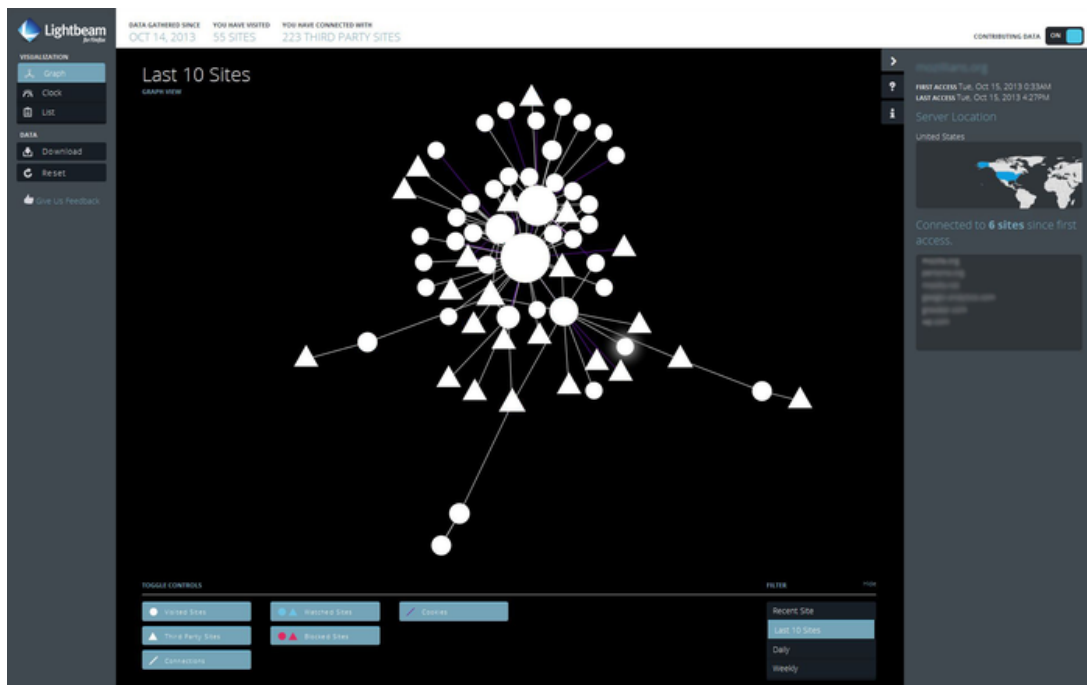 Lightbeam
for Firefox
DATA GATHERED SINCE YOU HAVE VISITED YOU HAVE CONNECTED WITH
OCT 14, 2013 55 SITES 223 THIRD PARTY SITES
CONTRIBUTING DATA ON
VISUALIZATION
Graph
Clock
List
DATA
Download
Reset
Give Us Feedback
Last 10 Sites
GRAPH VIEW
>
?
i
FIRST ACCESS Tue, Oct 15, 2013 0:33AM
LAST ACCESS Tue, Oct 15, 2013 4:27PM
Server Location
United States
Connected to 6 sites since first
access.
TOGGLE CONTROLS
Visited Sites
Watched Sites
Cookies
Third Party Sites
Blocked Sites
Connections
FILTER Hide
Recent Site
Last 10 Sites
Daily
Weekly